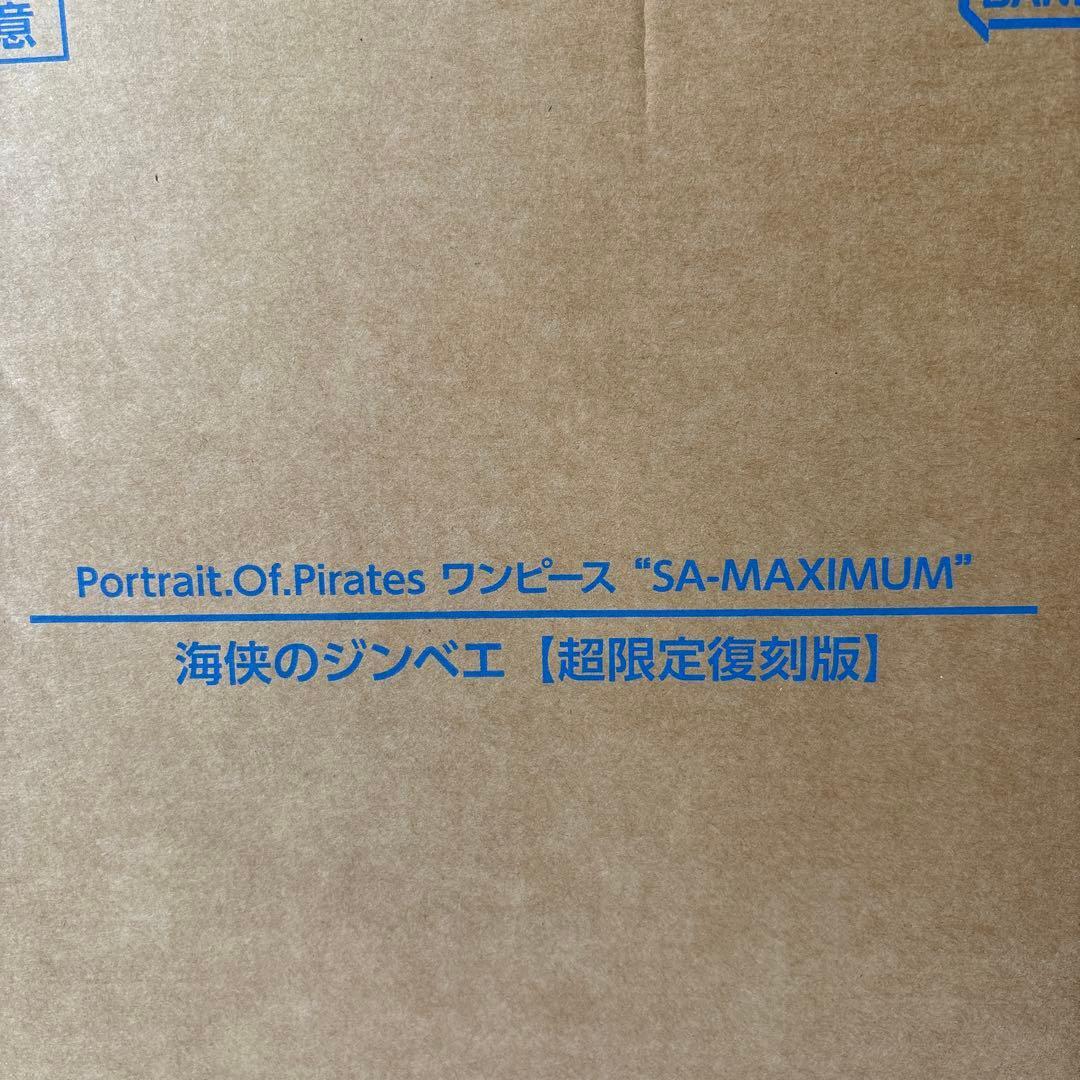 意
Portrait.Of.Pirates ワンピース “SA-MAXIMUM”
海侠のジンベエ【超限定復刻版】